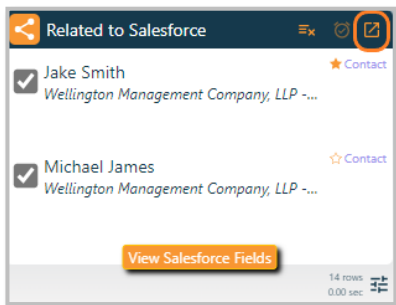 Related to Salesforce
Jake Smith
Contact
Wellington Management Company, LLP -...
Michael James
Contact
Wellington Management Company, LLP -...
View Salesforce Fields
14 rows
0.00 sec